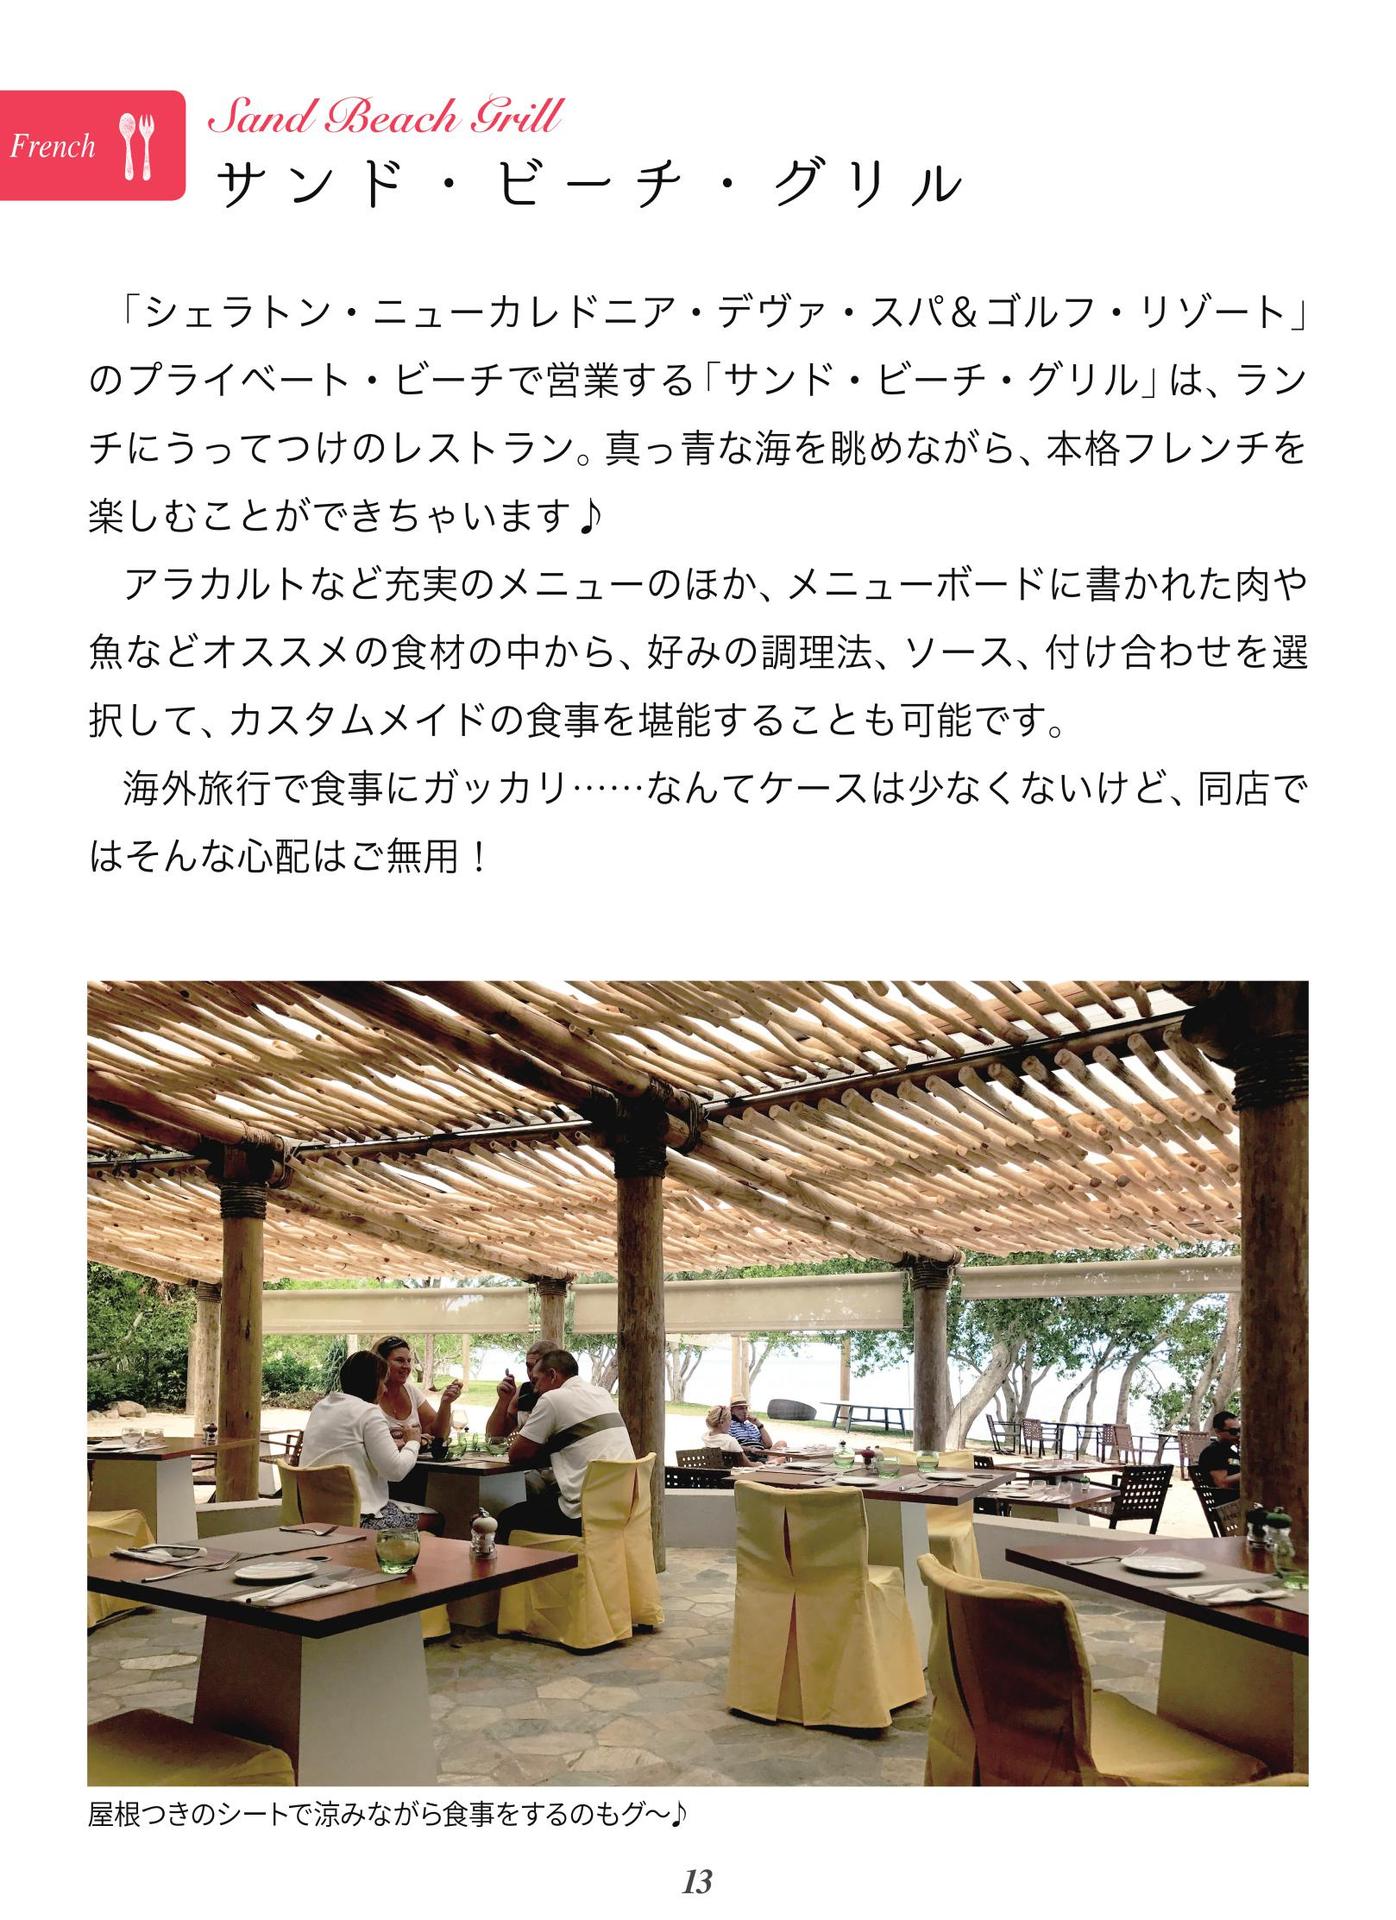 French
Sand Beach Grill
サンド・ビーチ・グリル
「シェラトン・ニューカレドニア・デヴァ・スパ＆ゴルフ・リゾート」
のプライベート・ビーチで営業する「サンド・ビーチ・グリル」は、ラン
チにうってつけのレストラン。真っ青な海を眺めながら、本格フレンチを
楽しむことができちゃいます♪
アラカルトなど充実のメニューのほか、メニューボードに書かれた肉や
魚などオススメの食材の中から、好みの調理法、ソース、付け合わせを選
択して、カスタムメイドの食事を堪能することも可能です。
海外旅行で食事にガッカリ……なんてケースは少なくないけど、同店で
はそんな心配はご無用！
屋根つきのシートで涼みながら食事をするのもグ〜♪
13